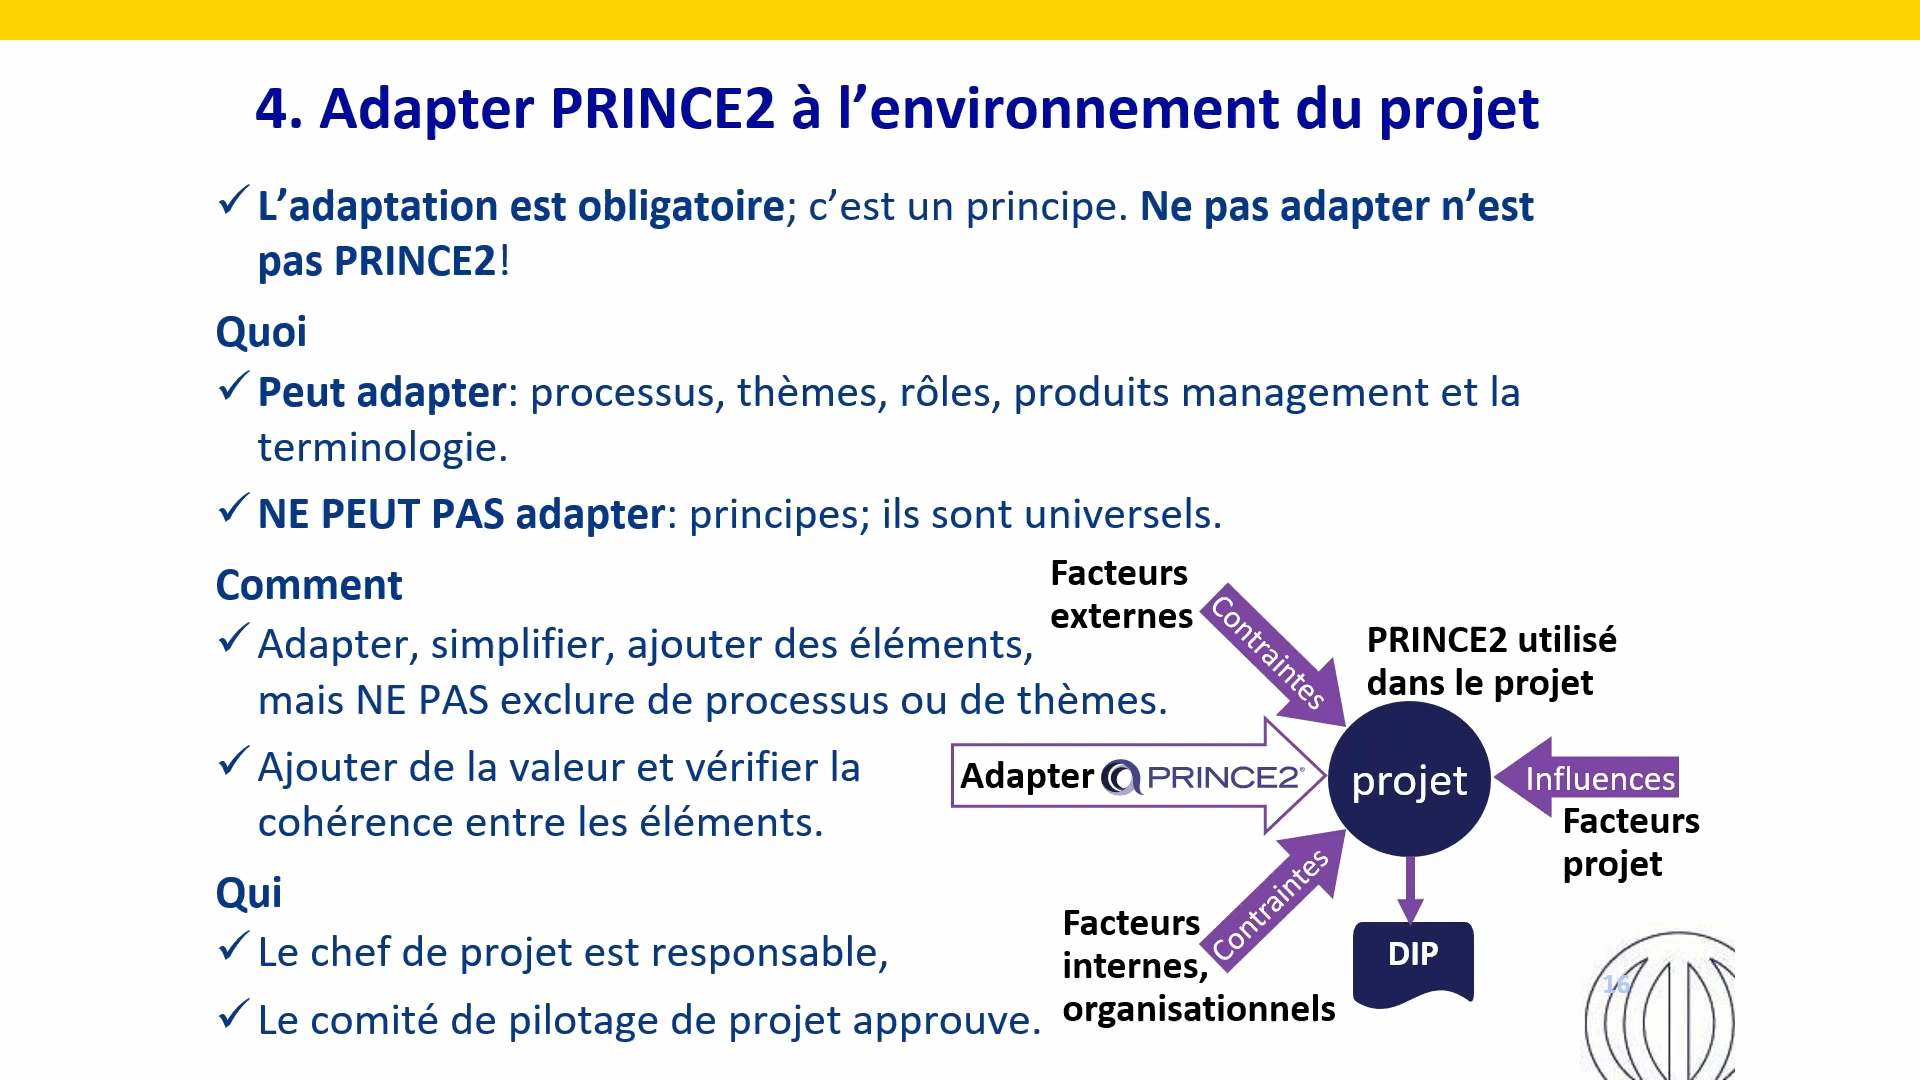 4. Adapter PRINCE2 à l’environnement du projet
✓ L’adaptation est obligatoire; c’est un principe. Ne pas adapter n’est
pas PRINCE2!
Quoi
✓ Peut adapter: processus, thèmes, rôles, produits management et la
terminologie.
✓ NE PEUT PAS adapter: principes; ils sont universels.
Comment
✓ Adapter, simplifier, ajouter des éléments,
mais NE PAS exclure de processus ou de thèmes.
✓ Ajouter de la valeur et vérifier la
cohérence entre les éléments.
Qui
✓ Le chef de projet est responsable,
✓ Le comité de pilotage de projet approuve.
Facteurs
externes
Contraintes
PRINCE2 utilisé
dans le projet
Adapter PRINCE2®
projet
Influences
Facteurs
projet
Contraintes
Facteurs
internes,
organisationnels
DIP
16